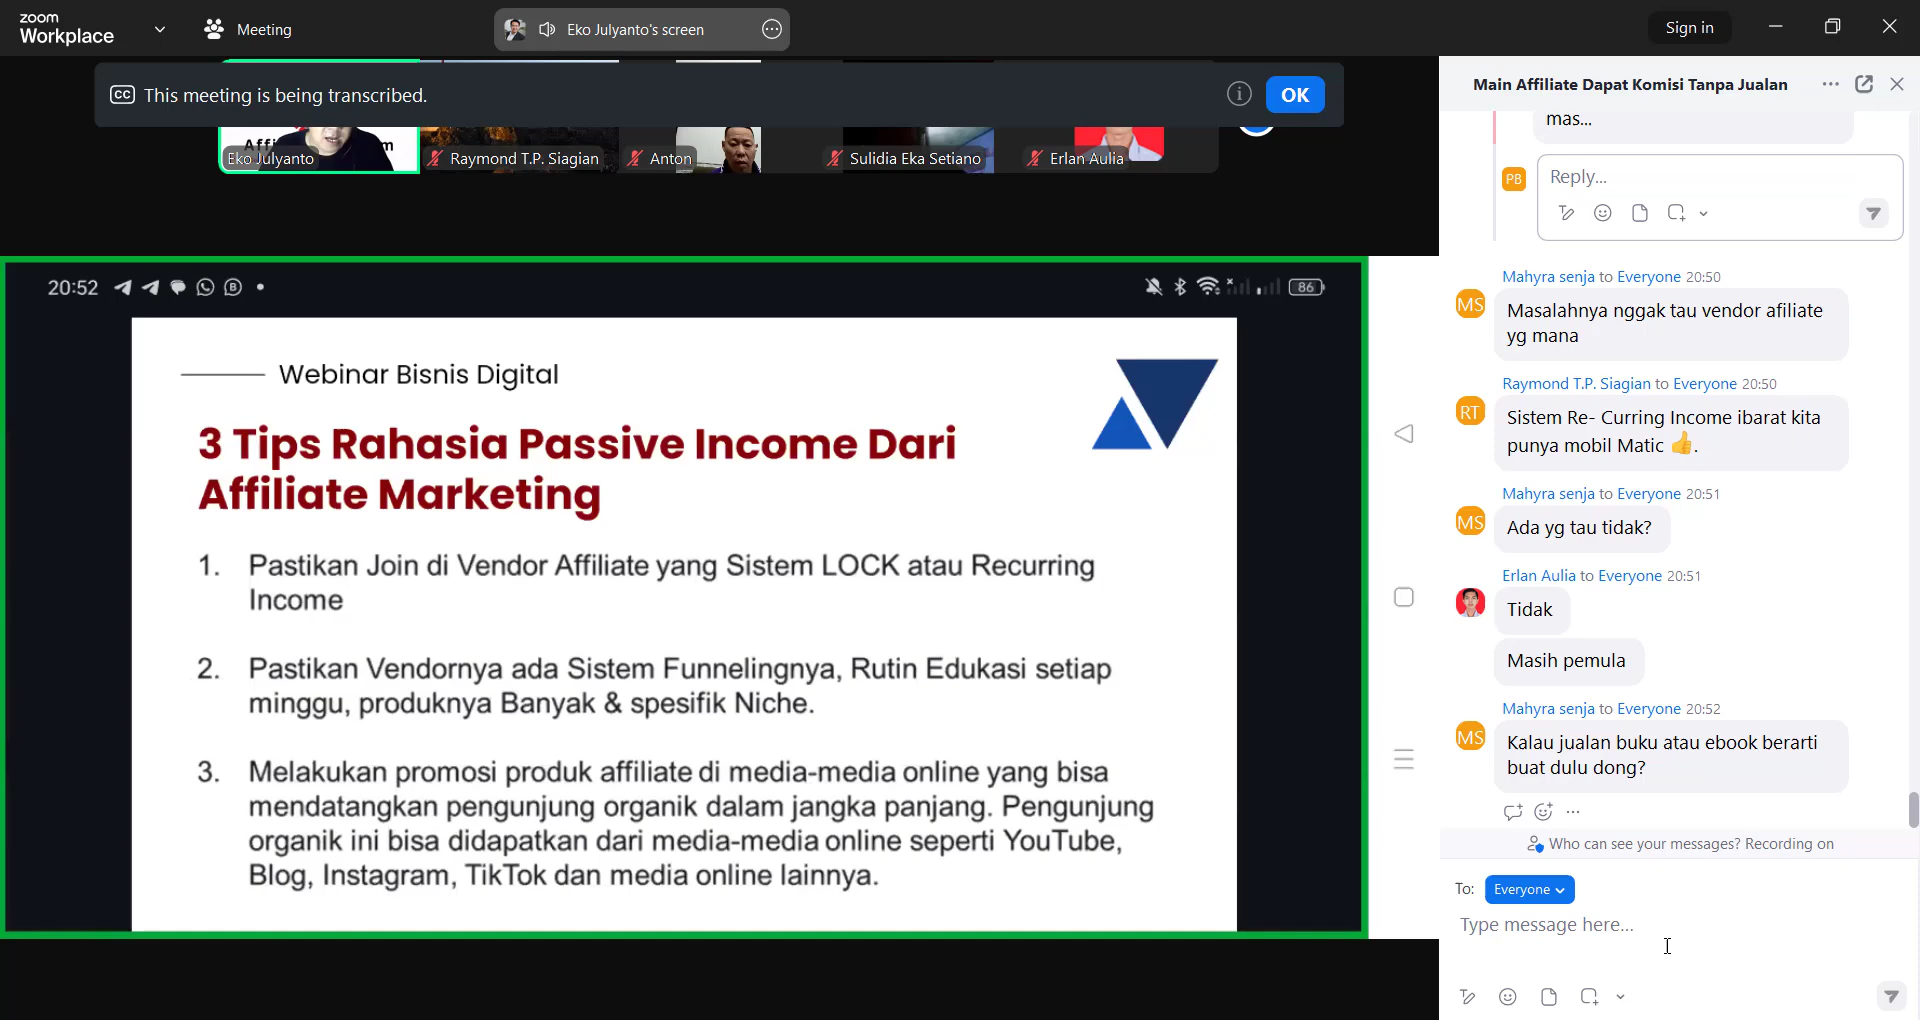 zoom
Workplace
Meeting
Eko Julyanto's screen
Sign in
CC This meeting is being transcribed.
OK
Eko Julyanto
Raymond T.P. Siagian
Anton
Sulidia Eka Setiano
Erlan Aulia
20:52
86
Webinar Bisnis Digital
3 Tips Rahasia Passive Income Dari
Affiliate Marketing
1. Pastikan Join di Vendor Affiliate yang Sistem LOCK atau Recurring
Income
2. Pastikan Vendornya ada Sistem Funnelingnya, Rutin Edukasi setiap
minggu, produknya Banyak & spesifik Niche.
3. Melakukan promosi produk affiliate di media-media online yang bisa
mendatangkan pengunjung organik dalam jangka panjang. Pengunjung
organik ini bisa didapatkan dari media-media online seperti YouTube,
Blog, Instagram, TikTok dan media online lainnya.
Main Affiliate Dapat Komisi Tanpa Jualan
mas...
PB
Reply...
Mahyra senja to Everyone 20:50
MS
Masalahnya nggak tau vendor afiliate
yg mana
Raymond T.P. Siagian to Everyone 20:50
RT
Sistem Re- Curring Income ibarat kita
punya mobil Matic 👍.
Mahyra senja to Everyone 20:51
MS
Ada yg tau tidak?
Erlan Aulia to Everyone 20:51
Tidak
Masih pemula
Mahyra senja to Everyone 20:52
MS
Kalau jualan buku atau ebook berarti
buat dulu dong?
Who can see your messages? Recording on
To: Everyone
Type message here...